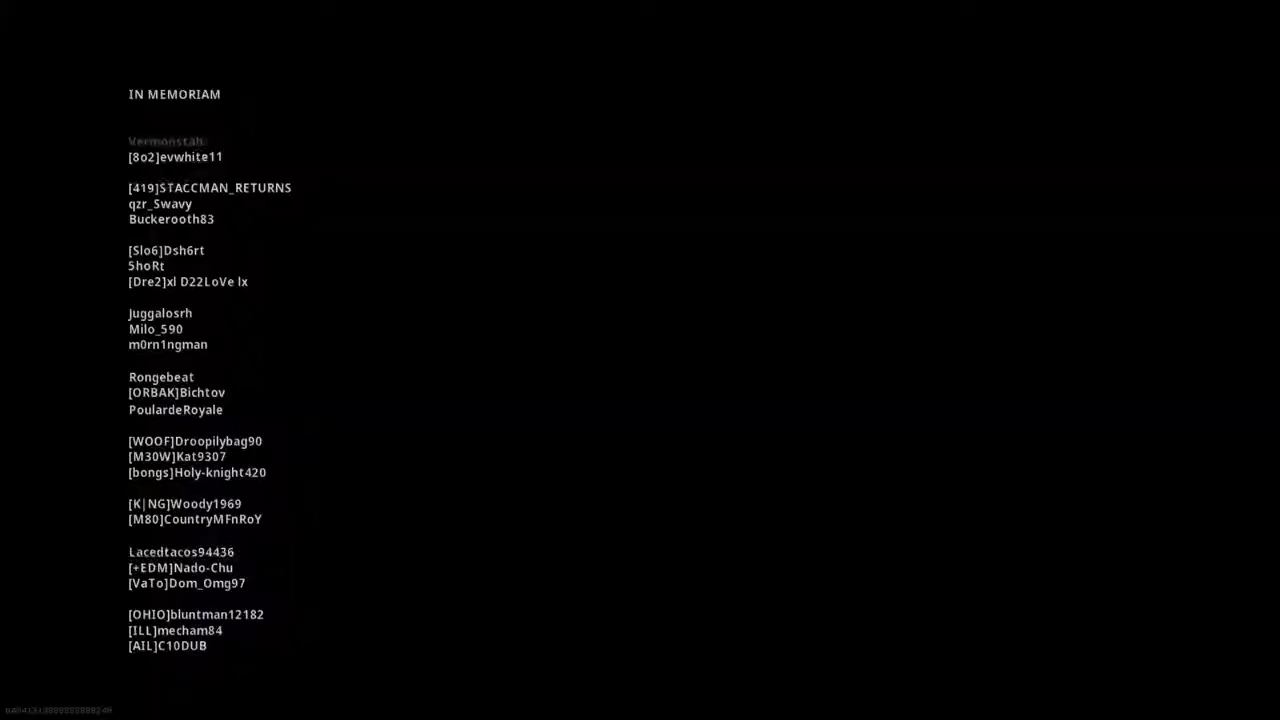 IN MEMORIAM
[8o2]evwhite11
[419]STACCMAN_RETURNS
qzr_Swavy
Buckerooth83
[Slo6]Dsh6rt
5hoRt
[Dre2]xl D22LoVe lx
Juggalosrh
Milo_590
m0rn1ngman
Rongebeat
[ORBAK]Bichtov
PoulardeRoyale
[WOOF]Droopilybag90
[M30W]Kat9307
[bongs]Holy-knight420
[K|NG]Woody1969
[M80]CountryMFnRoY
Lacedtacos94436
[+EDM]Nado-Chu
[VaTo]Dom_Omg97
[OHIO]bluntman12182
[ILL]mecham84
[AIL]C10DUB